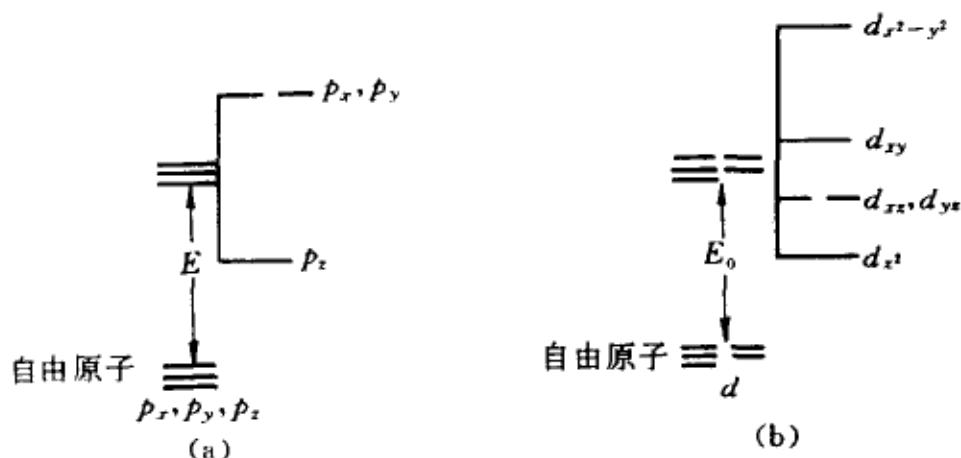 p_x, p_y
E
p_z
自由原子
p_x, p_y, p_z
(a)
d_{x²-y²}
d_{xy}
d_{xz}, d_{yz}
E₀
d_{z²}
自由原子
d
(b)